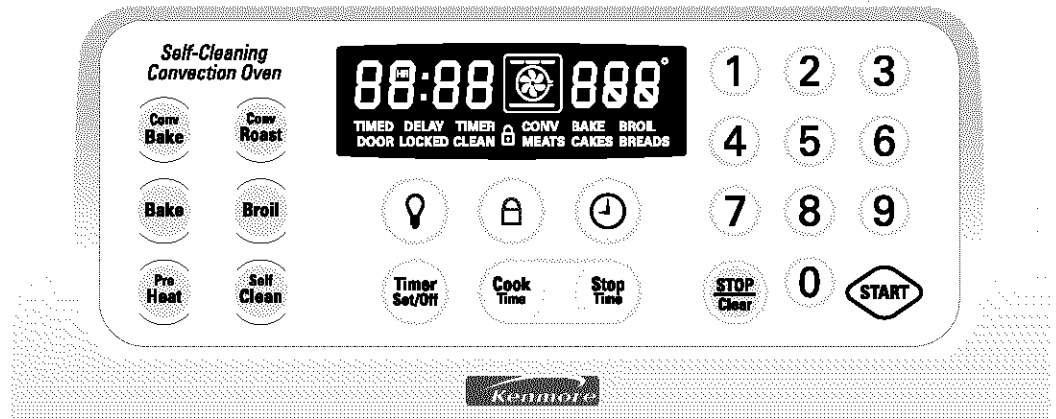 Self-Cleaning
Convection Oven
Conv
Bake
Conv
Roast
Bake
Broil
Pre
Heat
Self
Clean
88:88 888°
HR
TIMED DELAY TIMER CONV BAKE BROIL
DOOR LOCKED CLEAN MEATS CAKES BREADS
Timer
Set/Off
Cook
Time
Stop
Time
1 2 3
4 5 6
7 8 9
STOP
Clear
0
START
Kenmore